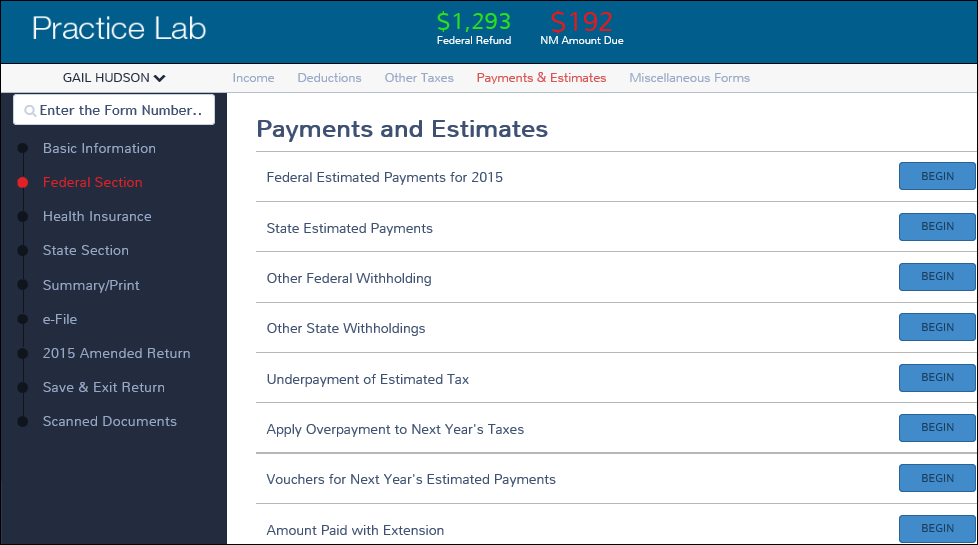 Practice Lab
$1,293
Federal Refund
$192
NM Amount Due
GAIL HUDSON
Income
Deductions
Other Taxes
Payments & Estimates
Miscellaneous Forms
Enter the Form Number..
Basic Information
Federal Section
Health Insurance
State Section
Summary/Print
e-File
2015 Amended Return
Save & Exit Return
Scanned Documents
Payments and Estimates
Federal Estimated Payments for 2015
BEGIN
State Estimated Payments
BEGIN
Other Federal Withholding
BEGIN
Other State Withholdings
BEGIN
Underpayment of Estimated Tax
BEGIN
Apply Overpayment to Next Year's Taxes
BEGIN
Vouchers for Next Year's Estimated Payments
BEGIN
Amount Paid with Extension
BEGIN